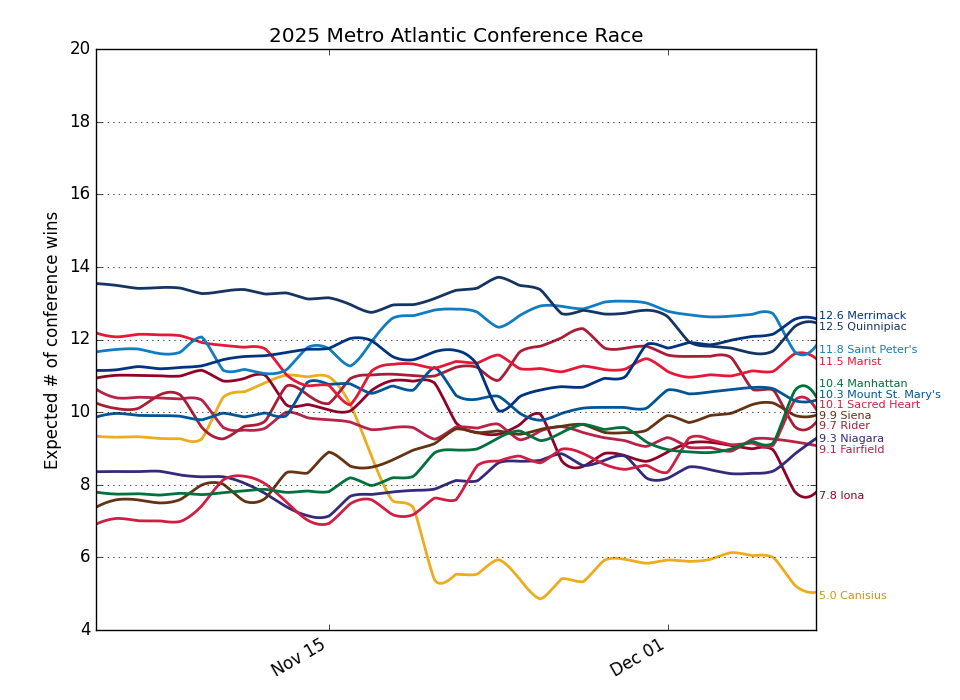 2025 Metro Atlantic Conference Race
Expected # of conference wins
20
18
16
14
12
10
8
6
4
Nov 15
Dec 01
12.6 Merrimack
12.5 Quinnipiac
11.8 Saint Peter's
11.5 Marist
10.4 Manhattan
10.3 Mount St. Mary's
10.1 Sacred Heart
9.9 Siena
9.7 Rider
9.3 Niagara
9.1 Fairfield
7.8 Iona
5.0 Canisius